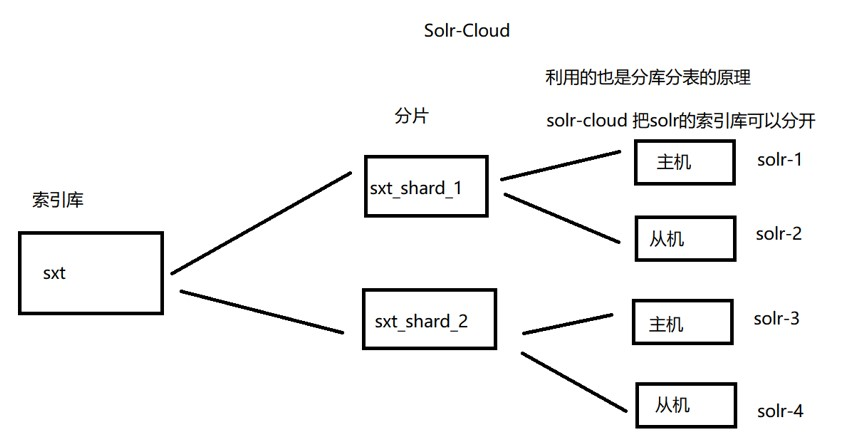 Solr-Cloud
利用的也是分库分表的原理
分片
solr-cloud 把solr的索引库可以分开
主机
solr-1
sxt_shard_1
索引库
从机
solr-2
sxt
sxt_shard_2
主机
solr-3
从机
solr-4